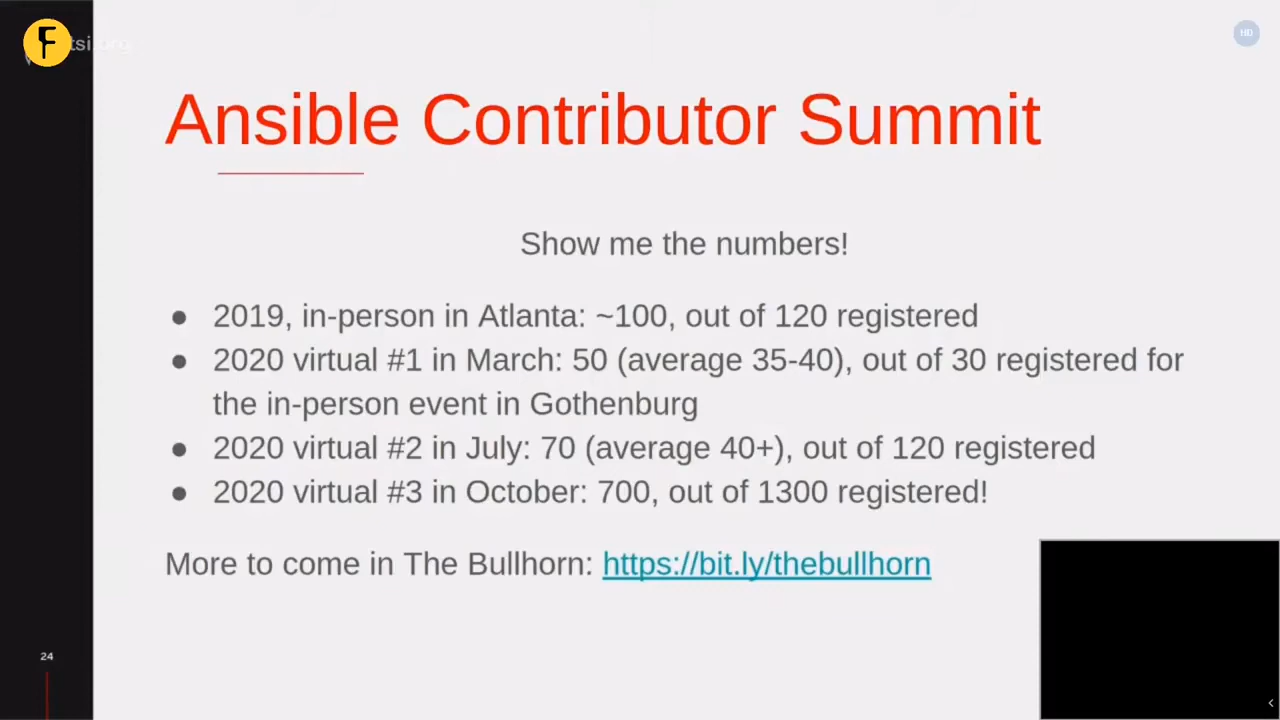 HD
Ansible Contributor Summit
Show me the numbers!
● 2019, in-person in Atlanta: ~100, out of 120 registered
● 2020 virtual #1 in March: 50 (average 35-40), out of 30 registered for
the in-person event in Gothenburg
● 2020 virtual #2 in July: 70 (average 40+), out of 120 registered
● 2020 virtual #3 in October: 700, out of 1300 registered!
More to come in The Bullhorn: https://bit.ly/thebullhorn
24